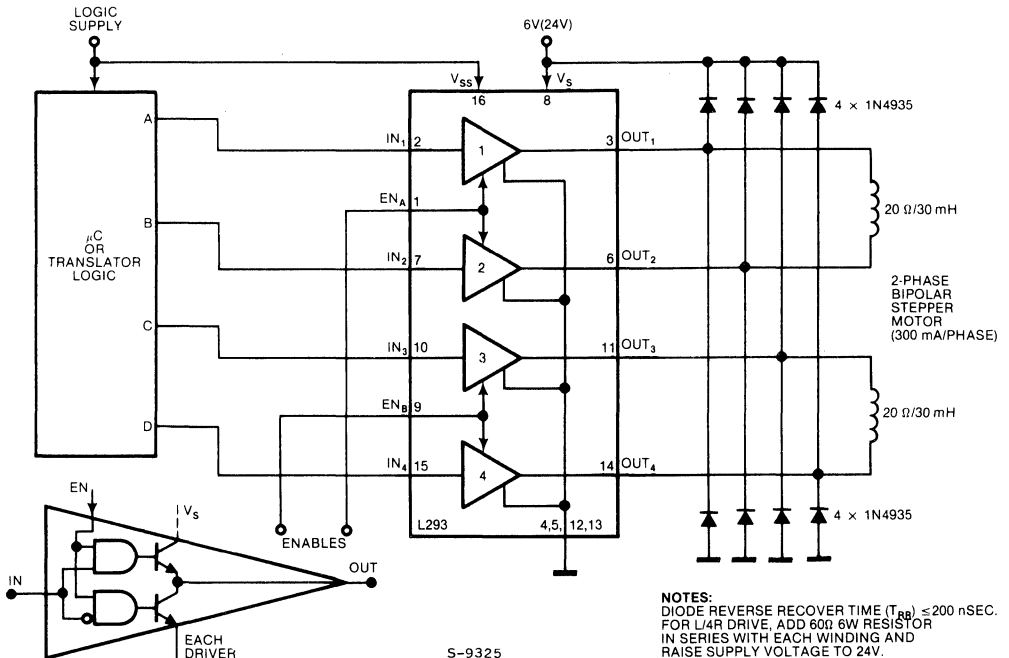 LOGIC
SUPPLY
6V(24V)
VSS
16
VS
8
4 × 1N4935
A
IN1 2
1
3 OUT1
ENA 1
20 Ω/30 mH
B
μC
OR
TRANSLATOR
LOGIC
IN2 7
2
6 OUT2
2-PHASE
BIPOLAR
STEPPER
MOTOR
(300 mA/PHASE)
C
IN3 10
3
11 OUT3
ENB 9
20 Ω/30 mH
D
IN4 15
4
14 OUT4
EN
VS
L293
4,5, 12,13
4 × 1N4935
ENABLES
IN
OUT
EACH
DRIVER
S-9325
NOTES:
DIODE REVERSE RECOVER TIME (TRR) ≤200 nSEC.
FOR L/4R DRIVE, ADD 60Ω 6W RESISTOR
IN SERIES WITH EACH WINDING AND
RAISE SUPPLY VOLTAGE TO 24V.